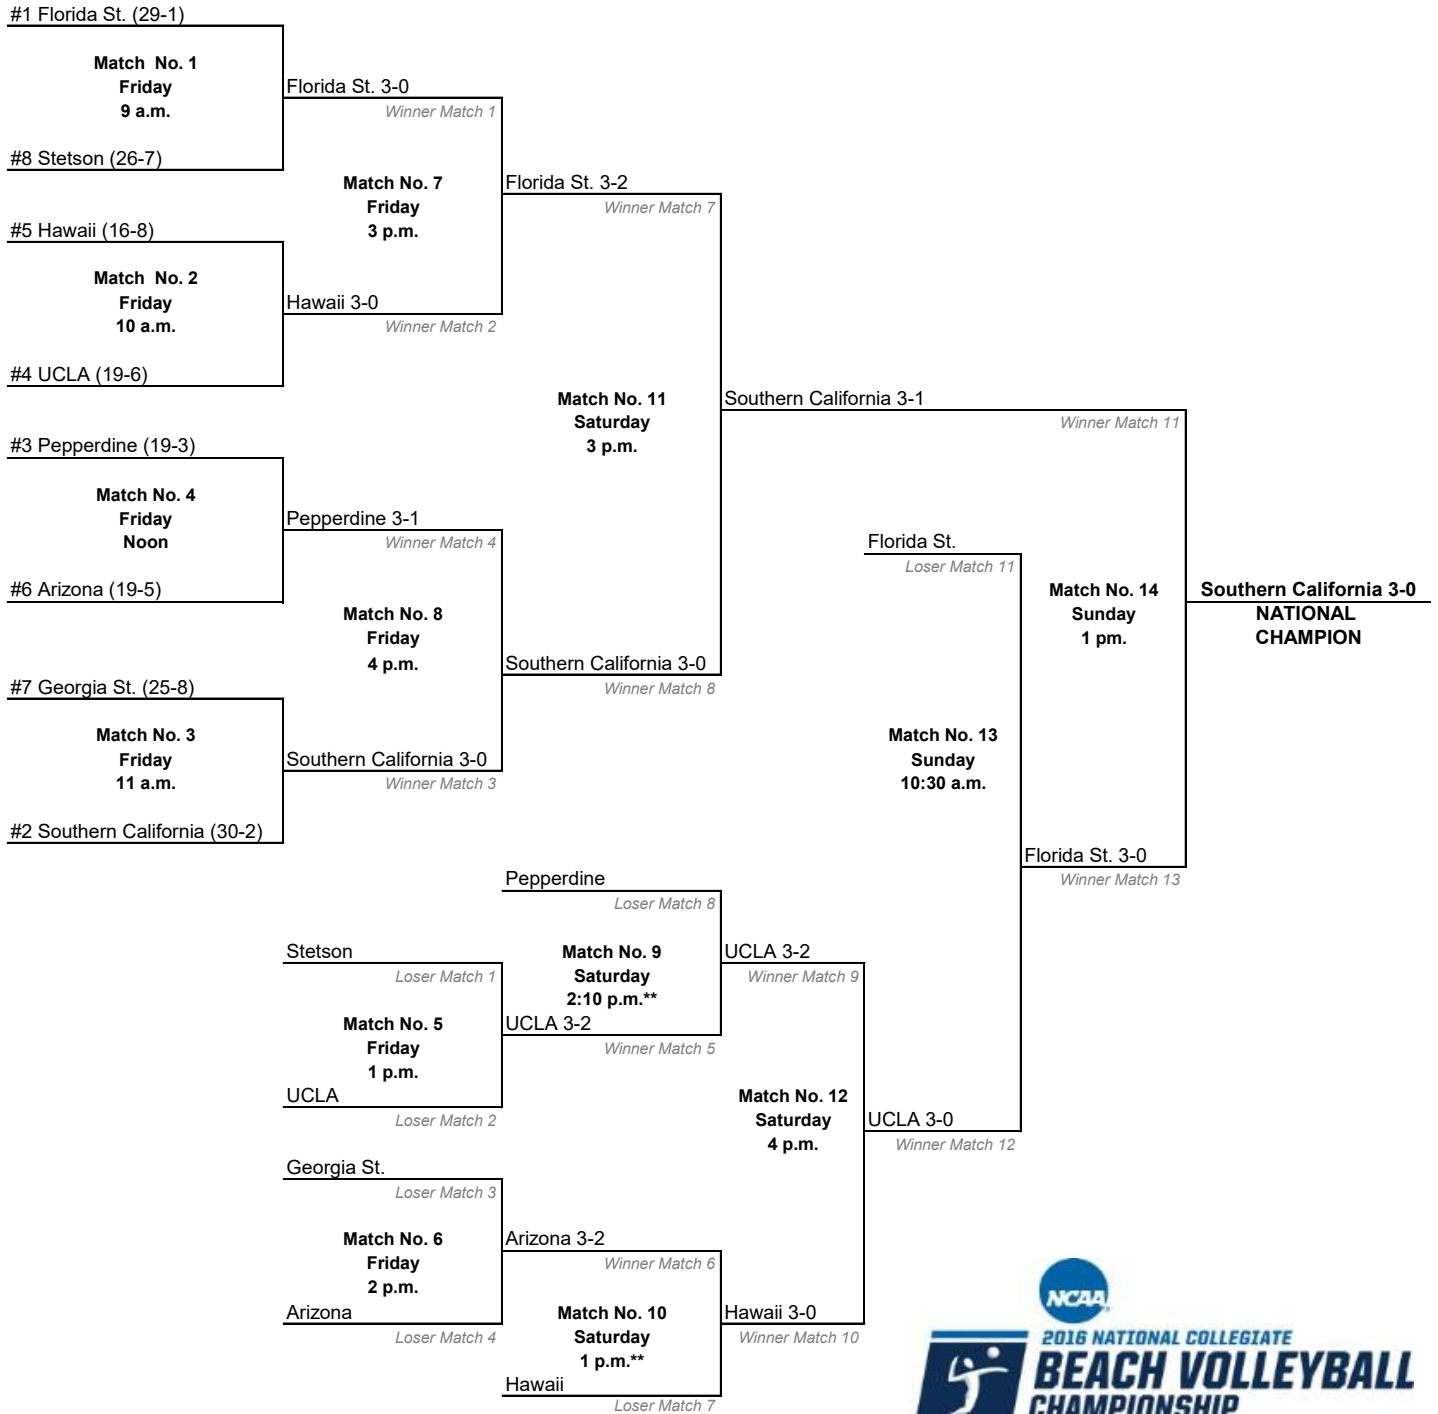 #1 Florida St. (29-1)
Match No. 1
Friday
9 a.m.
#8 Stetson (26-7)
Florida St. 3-0
Winner Match 1
#5 Hawaii (16-8)
Match No. 2
Friday
10 a.m.
#4 UCLA (19-6)
Hawaii 3-0
Winner Match 2
Match No. 7
Friday
3 p.m.
Florida St. 3-2
Winner Match 7
#3 Pepperdine (19-3)
Match No. 4
Friday
Noon
#6 Arizona (19-5)
Pepperdine 3-1
Winner Match 4
#7 Georgia St. (25-8)
Match No. 3
Friday
11 a.m.
#2 Southern California (30-2)
Southern California 3-0
Winner Match 3
Match No. 8
Friday
4 p.m.
Southern California 3-0
Winner Match 8
Match No. 11
Saturday
3 p.m.
Southern California 3-1
Winner Match 11
Florida St.
Loser Match 11
Match No. 13
Sunday
10:30 a.m.
Match No. 14
Sunday
1 pm.
Southern California 3-0
NATIONAL
CHAMPION
Florida St. 3-0
Winner Match 13
Pepperdine
Loser Match 8
Match No. 9
Saturday
2:10 p.m.**
Stetson
Loser Match 1
Match No. 5
Friday
1 p.m.
UCLA
Loser Match 2
UCLA 3-2
Winner Match 5
UCLA 3-2
Winner Match 9
Match No. 12
Saturday
4 p.m.
UCLA 3-0
Winner Match 12
Georgia St.
Loser Match 3
Match No. 6
Friday
2 p.m.
Arizona
Loser Match 4
Arizona 3-2
Winner Match 6
Match No. 10
Saturday
1 p.m.**
Hawaii
Loser Match 7
Hawaii 3-0
Winner Match 10
NCAA
2016 NATIONAL COLLEGIATE
BEACH VOLLEYBALL
CHAMPIONSHIP